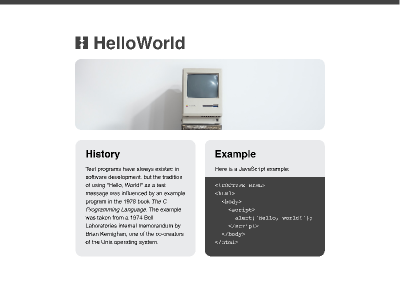 HelloWorld
History
Test programs have always existed in
software development, but the tradition
of using "Hello, World!" as a test
message was influenced by an example
program in the 1978 book The C
Programming Language. The example
was taken from a 1974 Bell
Laboratories internal memorandum by
Brian Kernighan, one of the co-creators
of the Unix operating system.
Example
Here is a JavaScript example:
<!DOCTYPE html>
<html>
<body>
<script>
alert('Hello, world!');
</script>
</body>
</html>